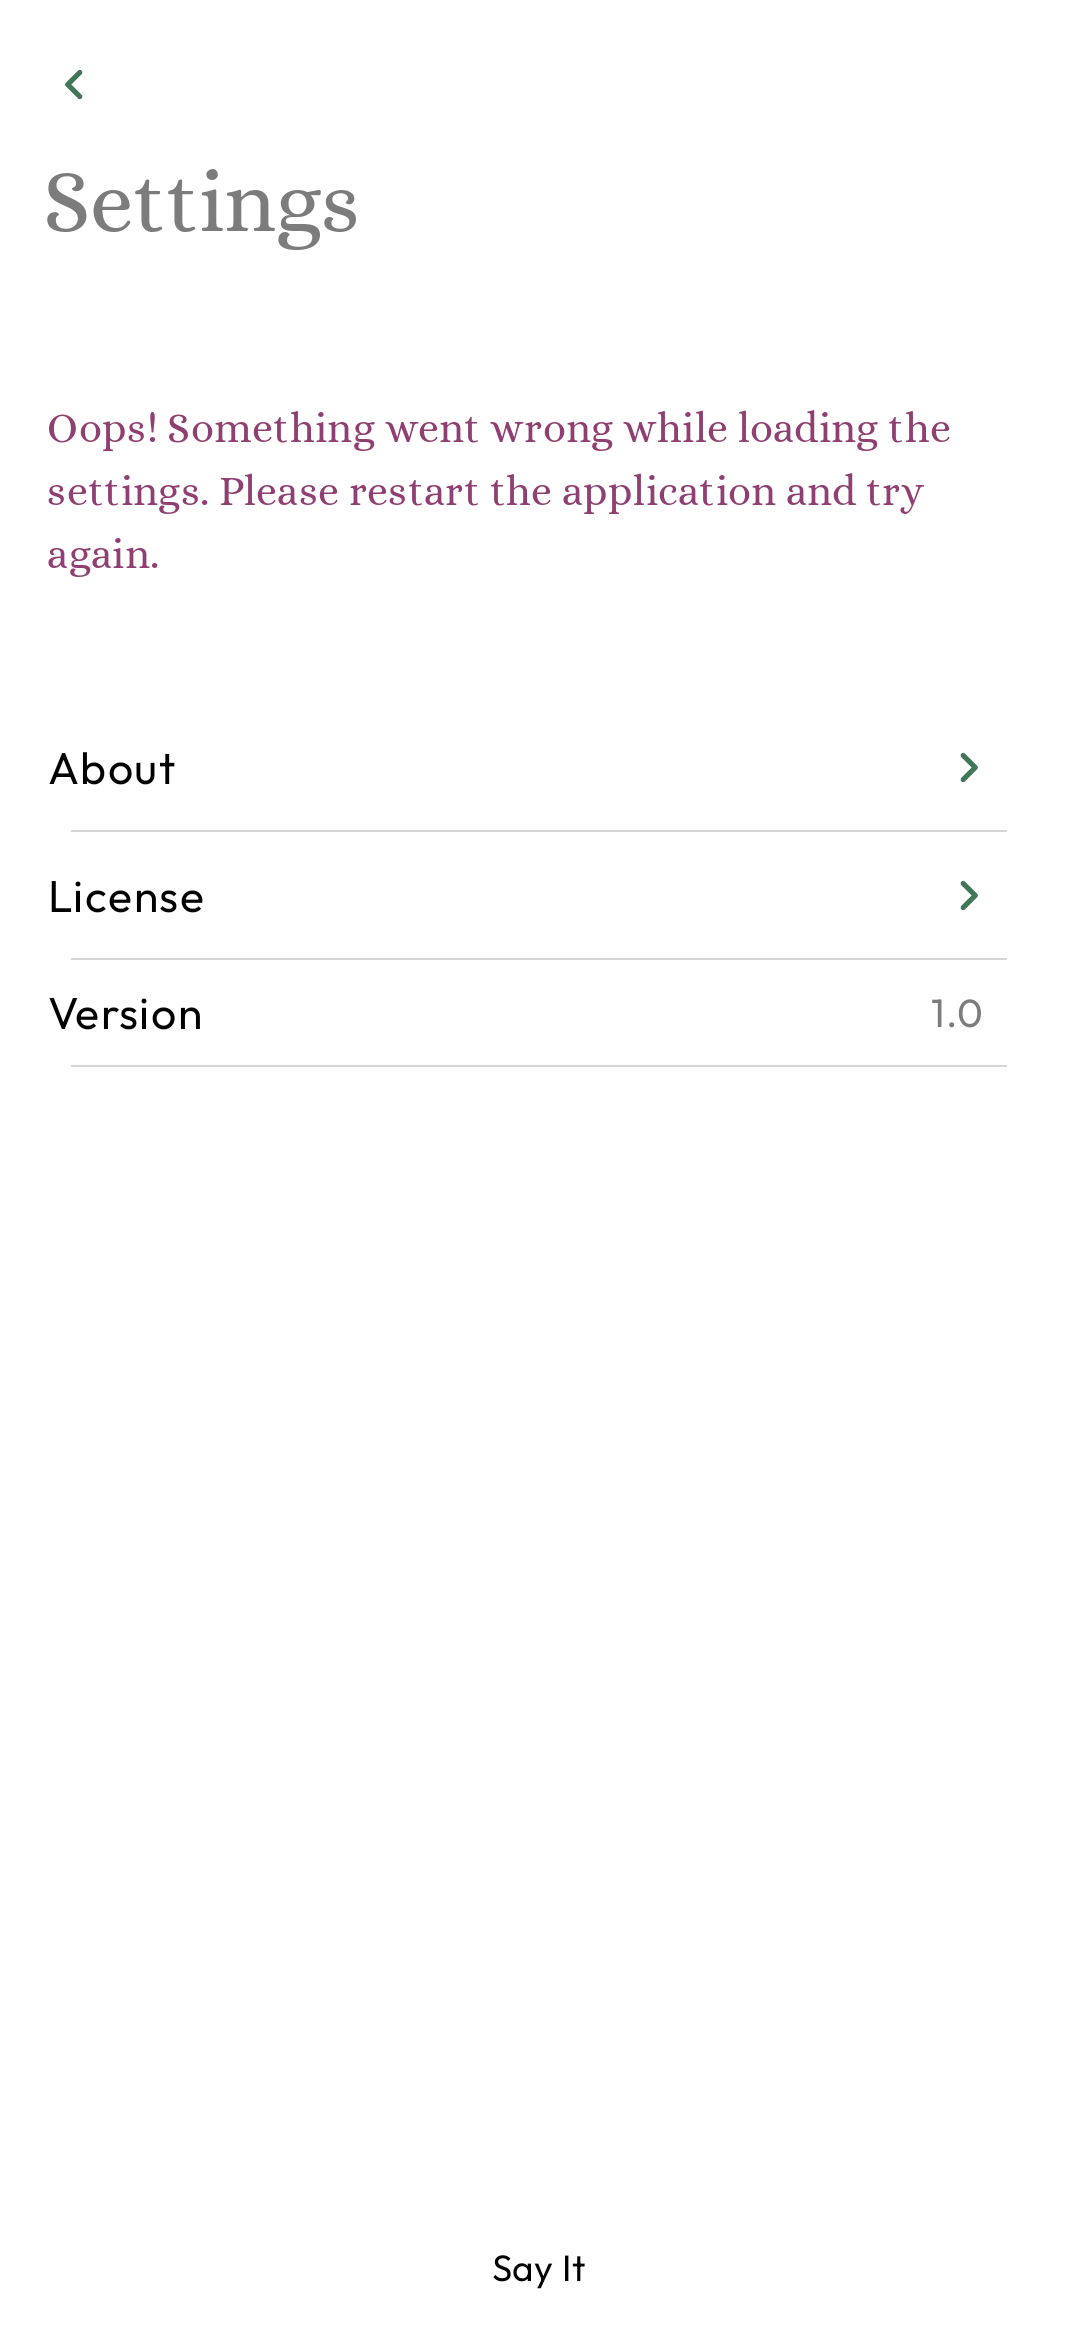 Settings
Oops! Something went wrong while loading the
settings. Please restart the application and try
again.
About
License
Version 1.0
Say It